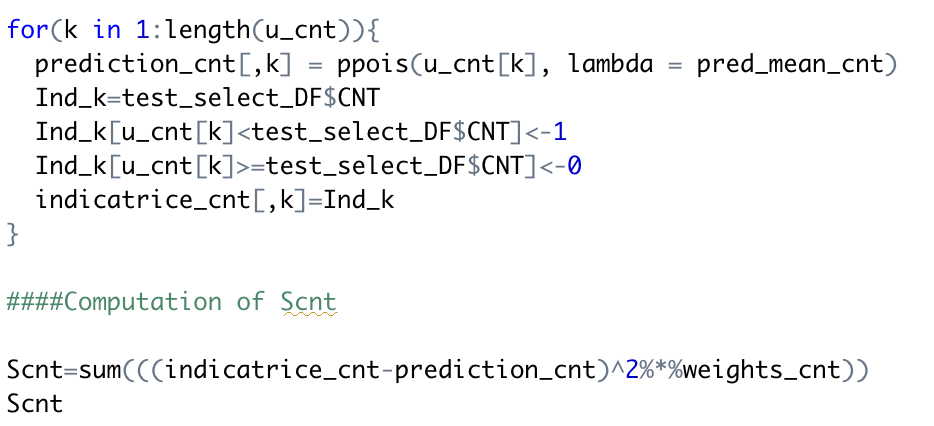 for(k in 1:length(u_cnt)){
  prediction_cnt[,k] = ppois(u_cnt[k], lambda = pred_mean_cnt)
  Ind_k=test_select_DF$CNT
  Ind_k[u_cnt[k]<test_select_DF$CNT]<-1
  Ind_k[u_cnt[k]>=test_select_DF$CNT]<-0
  indicatrice_cnt[,k]=Ind_k
}
####Computation of Scnt
Scnt=sum(((indicatrice_cnt-prediction_cnt)^2%*%weights_cnt))
Scnt